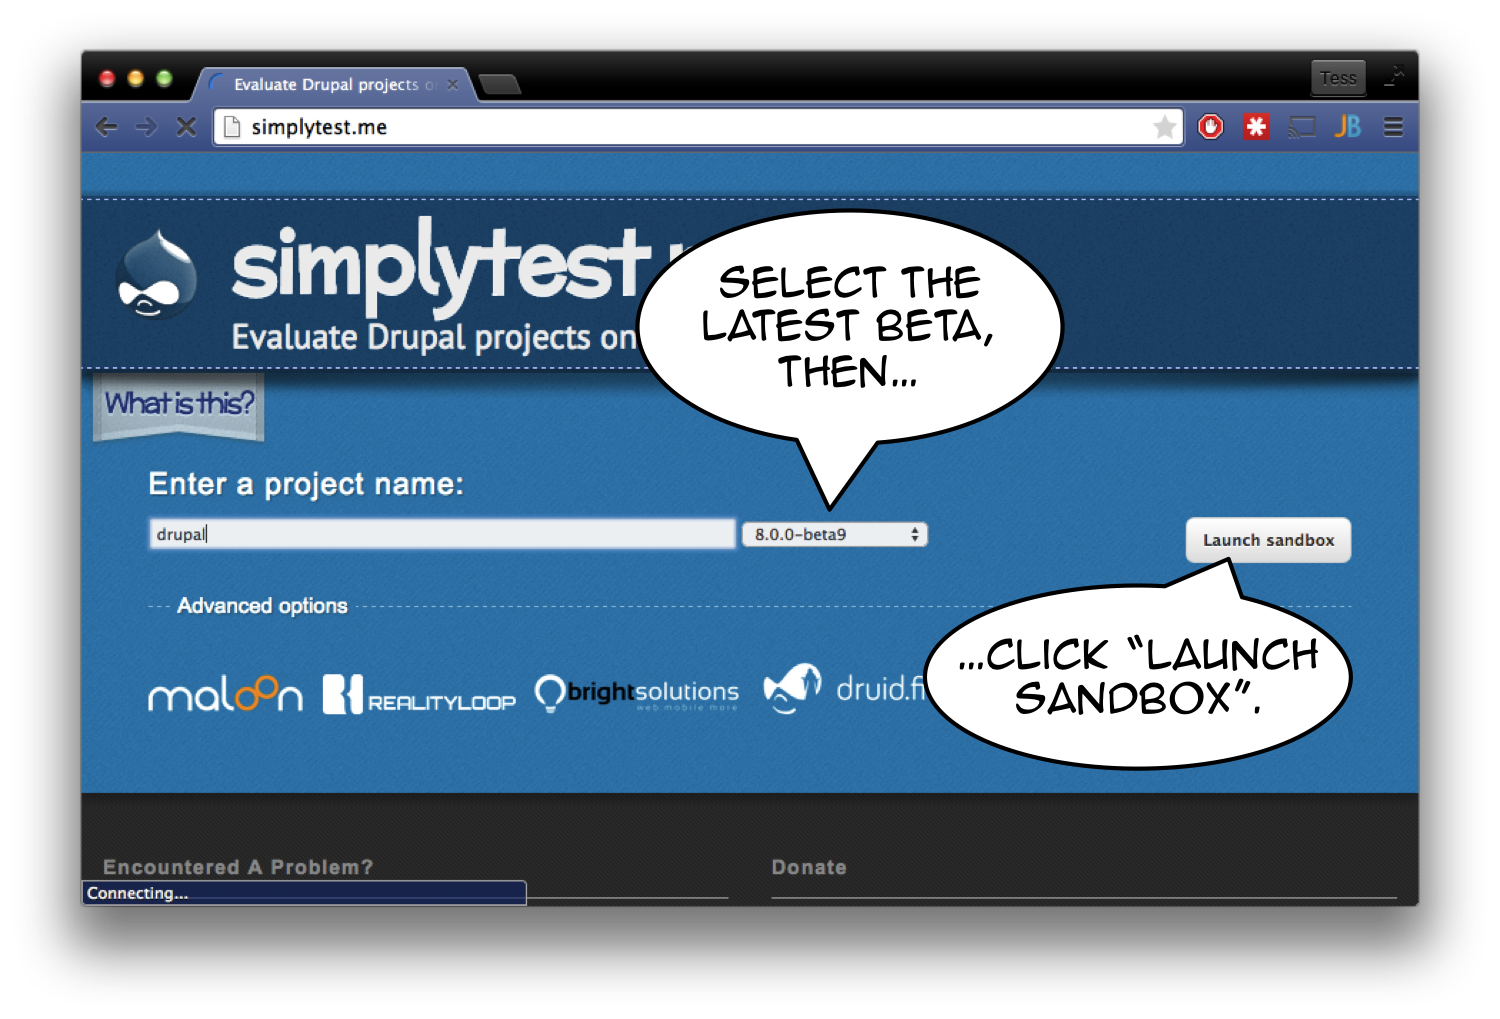 Evaluate Drupal projects o
Tess
simplytest.me
JB
simplytest
Evaluate Drupal projects on
SELECT THE
LATEST BETA,
THEN...
What is this?
Enter a project name:
drupal
8.0.0-beta9
Launch sandbox
Advanced options
...CLICK “LAUNCH
SANDBOX”.
maloon
REALITYLOOP
brightsolutions
web.mobile.more
druid.fi
Encountered A Problem?
Donate
Connecting...